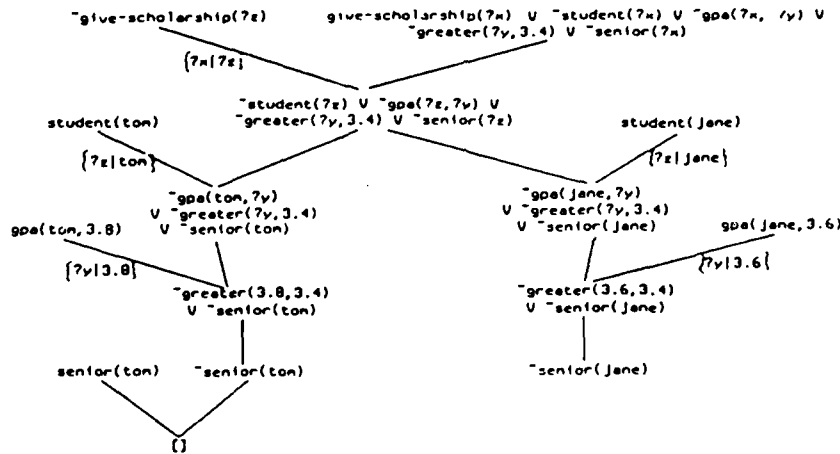 ~give-scholarship(?z)
give-scholarship(?x) V ~student(?x) V ~gpa(?x, ?y) V
~greater(?y,3.4) V ~senior(?x)
{?x|?z}
~student(?z) V ~gpa(?z,?y) V
~greater(?y,3.4) V ~senior(?z)
student(tom)
student(jane)
{?z|tom}
{?z|jane}
~gpa(tom,?y)
V ~greater(?y,3.4)
V ~senior(tom)
~gpa(jane,?y)
V ~greater(?y,3.4)
V ~senior(jane)
gpa(tom,3.8)
gpa(jane,3.6)
{?y|3.8}
{?y|3.6}
~greater(3.8,3.4)
V ~senior(tom)
~greater(3.6,3.4)
V ~senior(jane)
senior(tom)
~senior(tom)
~senior(jane)
[]